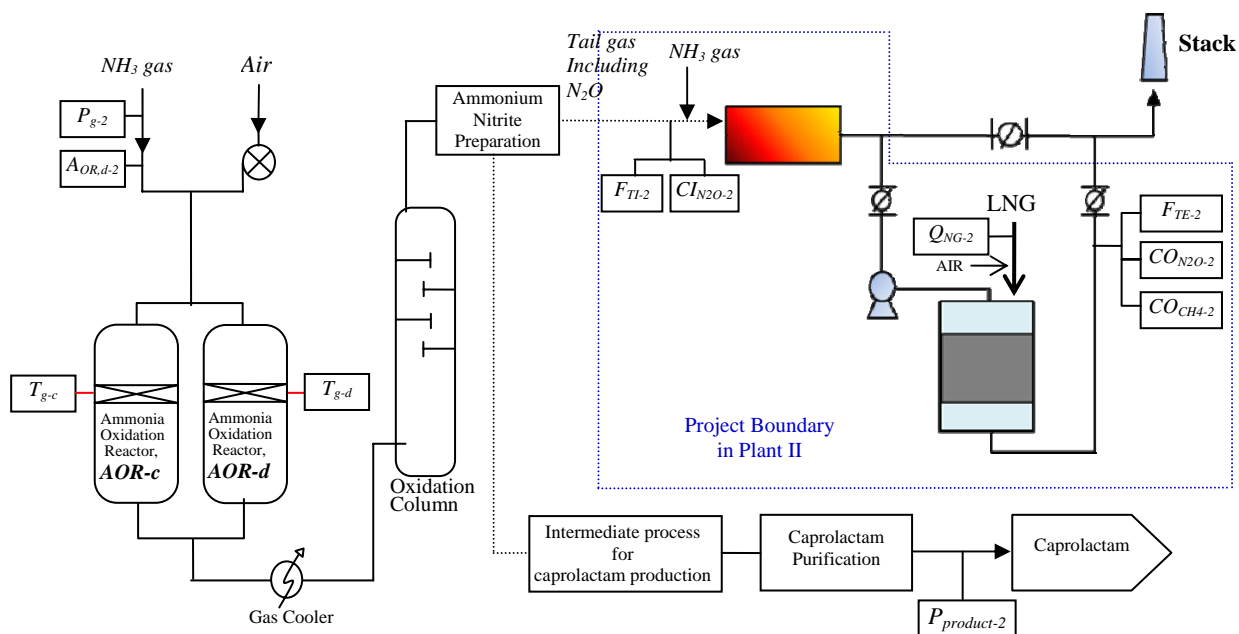 NH3 gas
Air
Pg-2
AOR,d-2
Tail gas
Including
N2O
NH3 gas
Stack
Ammonium
Nitrite
Preparation
FTI-2
CIN2O-2
LNG
QNG-2
AIR
FTE-2
CON2O-2
COCH4-2
Tg-c
Ammonia
Oxidation
Reactor,
AOR-c
Ammonia
Oxidation
Reactor,
AOR-d
Tg-d
Oxidation
Column
Project Boundary
in Plant II
Gas Cooler
Intermediate process
for
caprolactam production
Caprolactam
Purification
Caprolactam
Pproduct-2